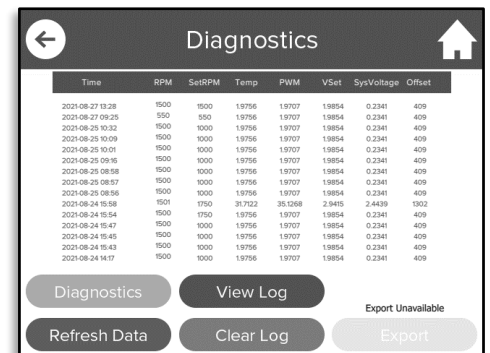 Diagnostics
Time RPM SetRPM Temp PWM VSet SysVoltage Offset
2021-08-27 13:28 1500 1500 1.9756 1.9707 1.9854 0.2341 409
2021-08-27 09:25 550 550 1.9756 1.9707 1.9854 0.2341 409
2021-08-25 10:32 1500 1000 1.9756 1.9707 1.9854 0.2341 409
2021-08-25 10:09 1500 1000 1.9756 1.9707 1.9854 0.2341 409
2021-08-25 10:01 1500 1000 1.9756 1.9707 1.9854 0.2341 409
2021-08-25 09:16 1500 1000 1.9756 1.9707 1.9854 0.2341 409
2021-08-25 08:58 1500 1000 1.9756 1.9707 1.9854 0.2341 409
2021-08-25 08:57 1500 1000 1.9756 1.9707 1.9854 0.2341 409
2021-08-25 08:56 1500 1000 1.9756 1.9707 1.9854 0.2341 409
2021-08-24 15:58 1501 1750 31.7122 35.1268 2.9415 2.4439 1302
2021-08-24 15:54 1500 1750 1.9756 1.9707 1.9854 0.2341 409
2021-08-24 15:47 1500 1000 1.9756 1.9707 1.9854 0.2341 409
2021-08-24 15:45 1500 1000 1.9756 1.9707 1.9854 0.2341 409
2021-08-24 15:43 1500 1000 1.9756 1.9707 1.9854 0.2341 409
2021-08-24 14:17 1500 1000 1.9756 1.9707 1.9854 0.2341 409
Diagnostics View Log
Export Unavailable
Refresh Data Clear Log Export